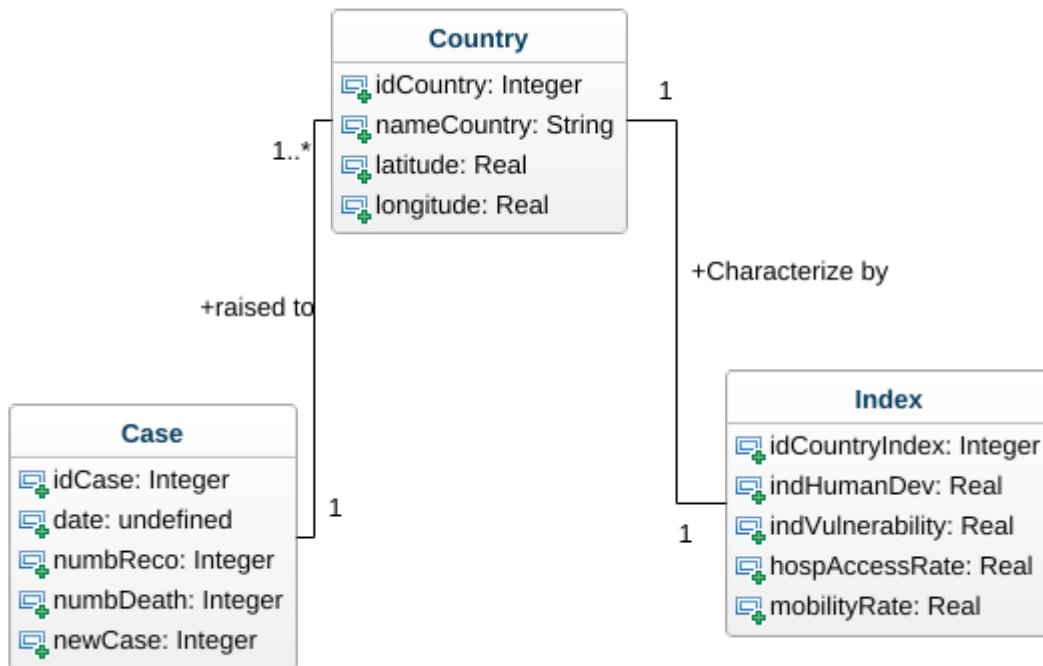 Country
idCountry: Integer
nameCountry: String
latitude: Real
longitude: Real
1
1..*
+Characterize by
+raised to
Case
idCase: Integer
date: undefined
numbReco: Integer
numbDeath: Integer
newCase: Integer
1
Index
idCountryIndex: Integer
indHumanDev: Real
indVulnerability: Real
hospAccessRate: Real
mobilityRate: Real
1